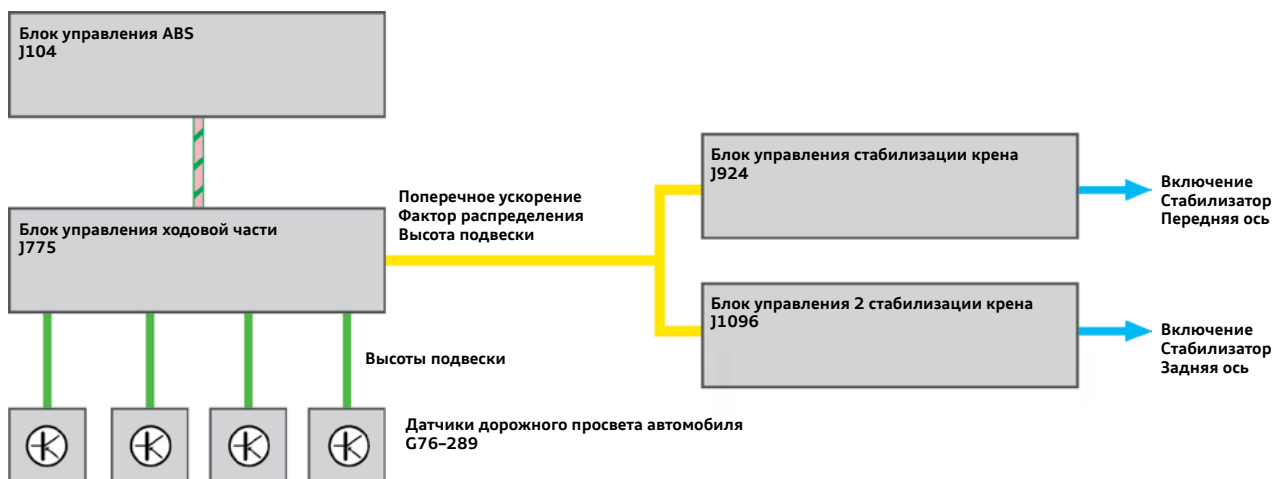 Блок управления ABS
J104
Блок управления ходовой части
J775
Поперечное ускорение
Фактор распределения
Высота подвески
Блок управления стабилизации крена
J924
Включение
Стабилизатор
Передняя ось
Блок управления 2 стабилизации крена
J1096
Включение
Стабилизатор
Задняя ось
Высоты подвески
Датчики дорожного просвета автомобиля
G76–289